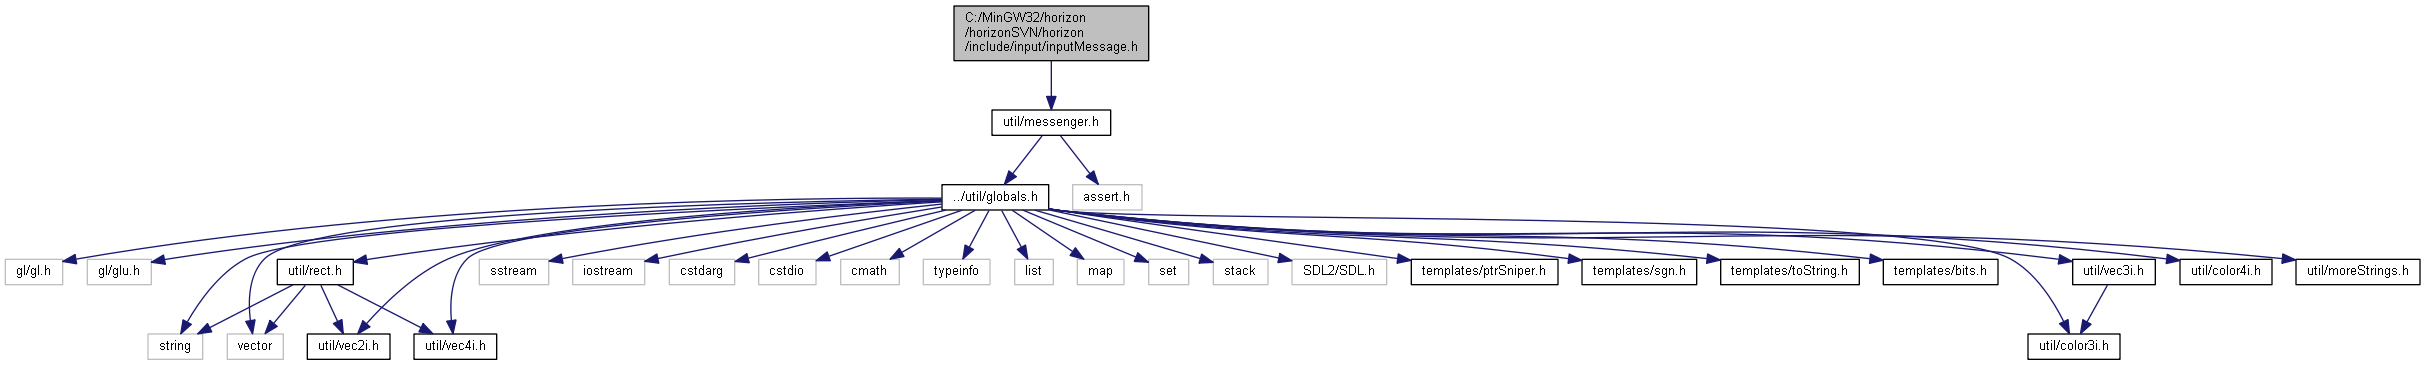 C:/MinGW32/horizon
/horizonSVN/horizon
/include/input/inputMessage.h
util/messenger.h
../util/globals.h
assert.h
gl/gl.h
gl/glu.h
util/rect.h
sstream
iostream
cstdarg
cstdio
cmath
typeinfo
list
map
set
stack
SDL2/SDL.h
templates/ptrSniper.h
templates/sgn.h
templates/toString.h
templates/bits.h
util/vec3i.h
util/color4i.h
util/moreStrings.h
string
vector
util/vec2i.h
util/vec4i.h
util/color3i.h